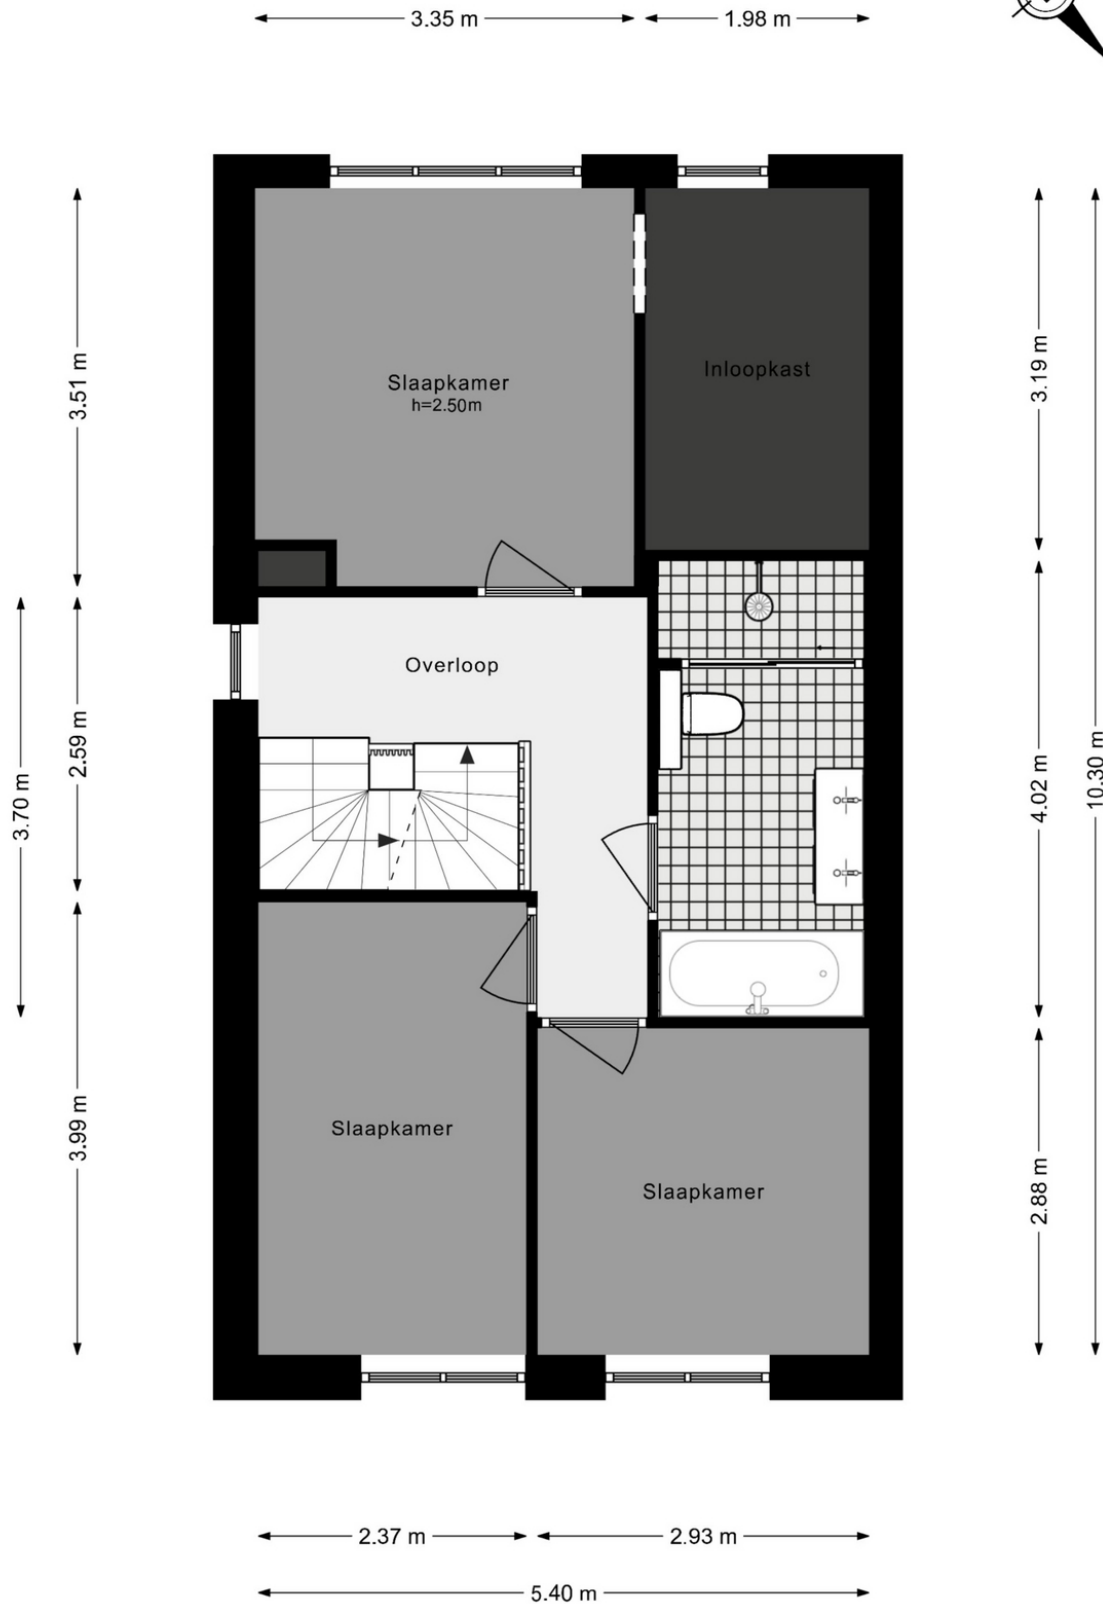 3.35 m
1.98 m
3.51 m
Slaapkamer
h=2.50m
Inloopkast
3.19 m
Overloop
2.59 m
3.70 m
4.02 m
10.30 m
Slaapkamer
3.99 m
Slaapkamer
2.88 m
2.37 m
2.93 m
5.40 m